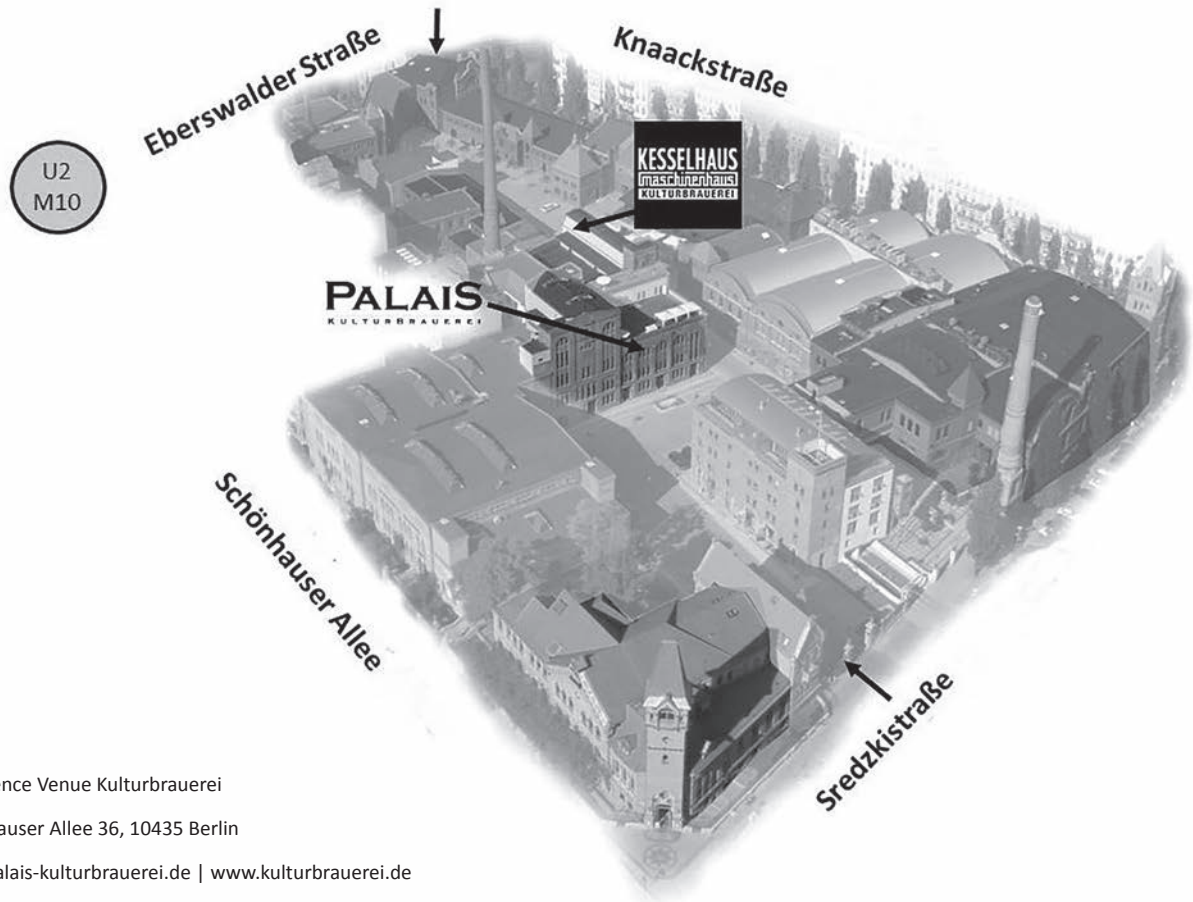 Eberswalder Straße
Knaackstraße
U2
M10
KESSELHAUS
maschinenhaus
KULTURBRAUEREI
PALAIS
KULTURBRAUEREI
Schönhauser Allee
Sredzkistraße
ence Venue Kulturbrauerei
auser Allee 36, 10435 Berlin
alais-kulturbrauerei.de | www.kulturbrauerei.de